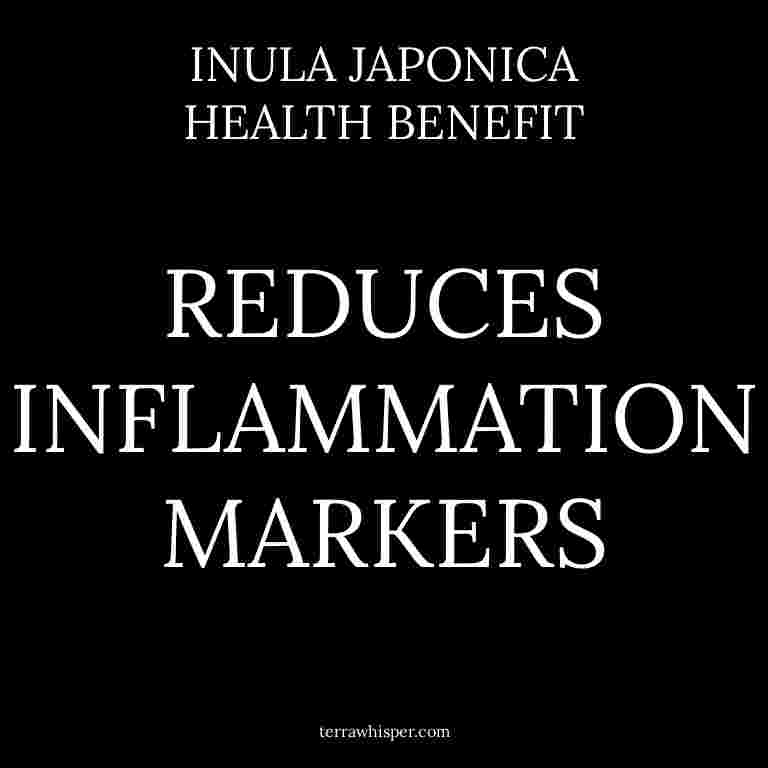 INULA JAPONICA
HEALTH BENEFIT
REDUCES
INFLAMMATION
MARKERS
terrawhisper.com